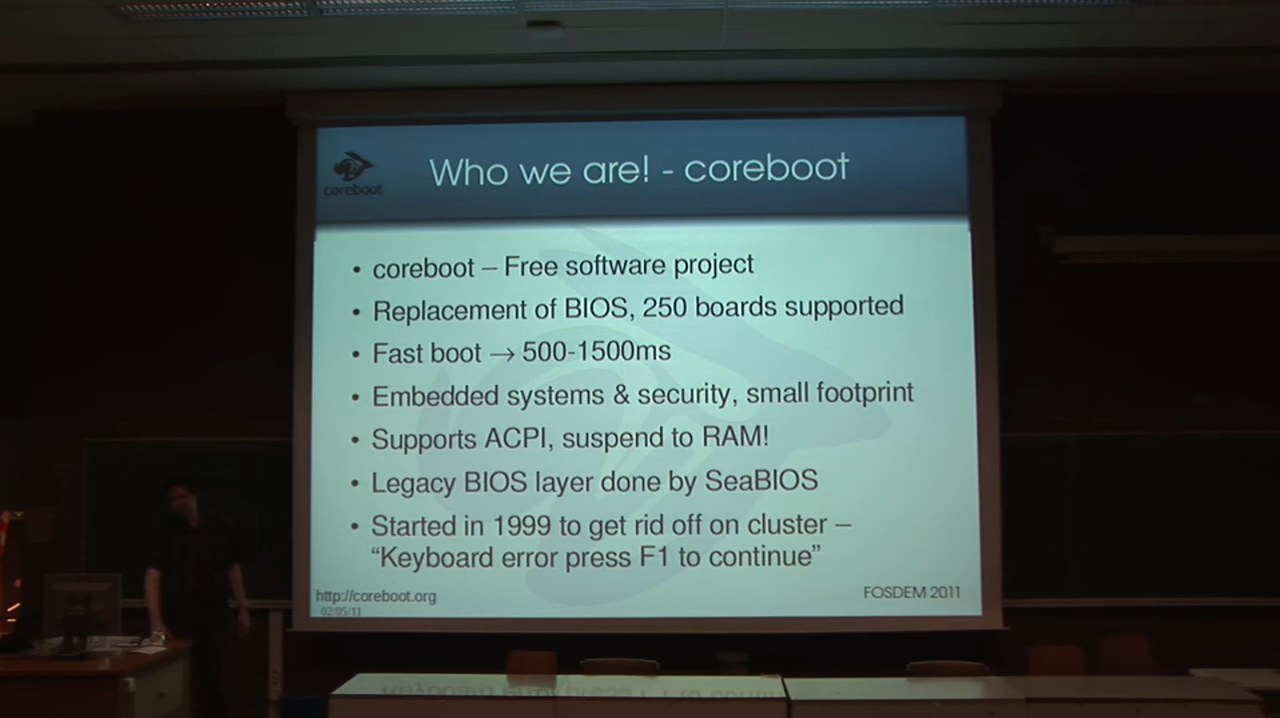 coreboot
Who we are! - coreboot
• coreboot – Free software project
• Replacement of BIOS, 250 boards supported
• Fast boot → 500-1500ms
• Embedded systems & security, small footprint
• Supports ACPI, suspend to RAM!
• Legacy BIOS layer done by SeaBIOS
• Started in 1999 to get rid off on cluster –
“Keyboard error press F1 to continue”
http://coreboot.org
FOSDEM 2011
02/05/11